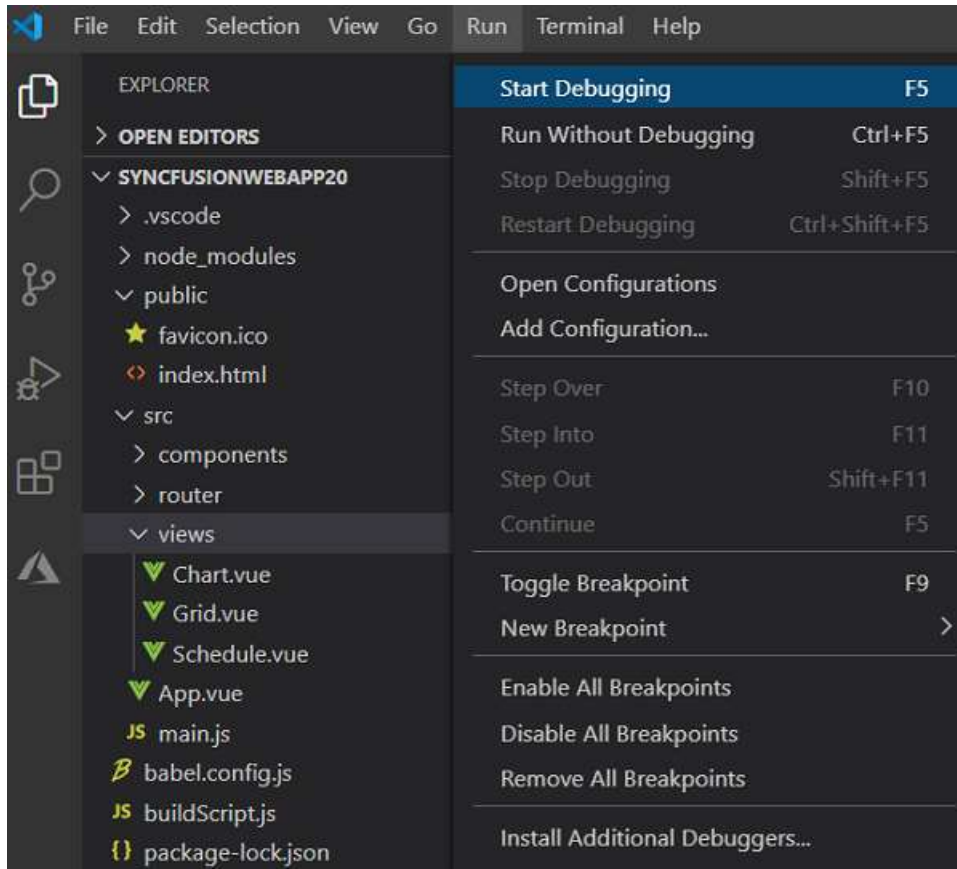 File Edit Selection View Go Run Terminal Help
EXPLORER
OPEN EDITORS
SYNCFUSIONWEBAPP20
.vscode
node_modules
public
favicon.ico
index.html
src
components
router
views
Chart.vue
Grid.vue
Schedule.vue
App.vue
JS main.js
babel.config.js
JS buildScript.js
{} package-lock.json
Start Debugging F5
Run Without Debugging Ctrl+F5
Stop Debugging Shift+F5
Restart Debugging Ctrl+Shift+F5
Open Configurations
Add Configuration...
Step Over F10
Step Into F11
Step Out Shift+F11
Continue F5
Toggle Breakpoint F9
New Breakpoint
Enable All Breakpoints
Disable All Breakpoints
Remove All Breakpoints
Install Additional Debuggers...